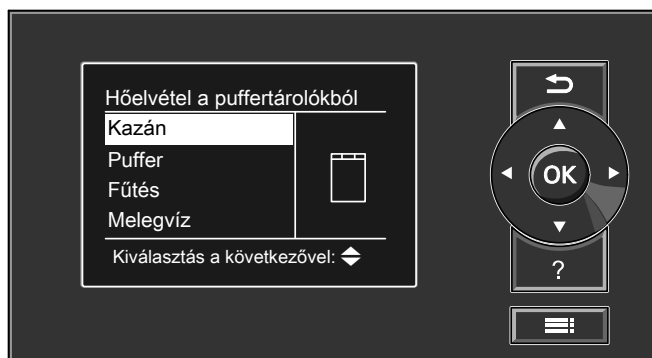 Hőelvétel a puffertárolókból
Kazán
Puffer
Fűtés
Melegvíz
Kiválasztás a következővel:
OK
?